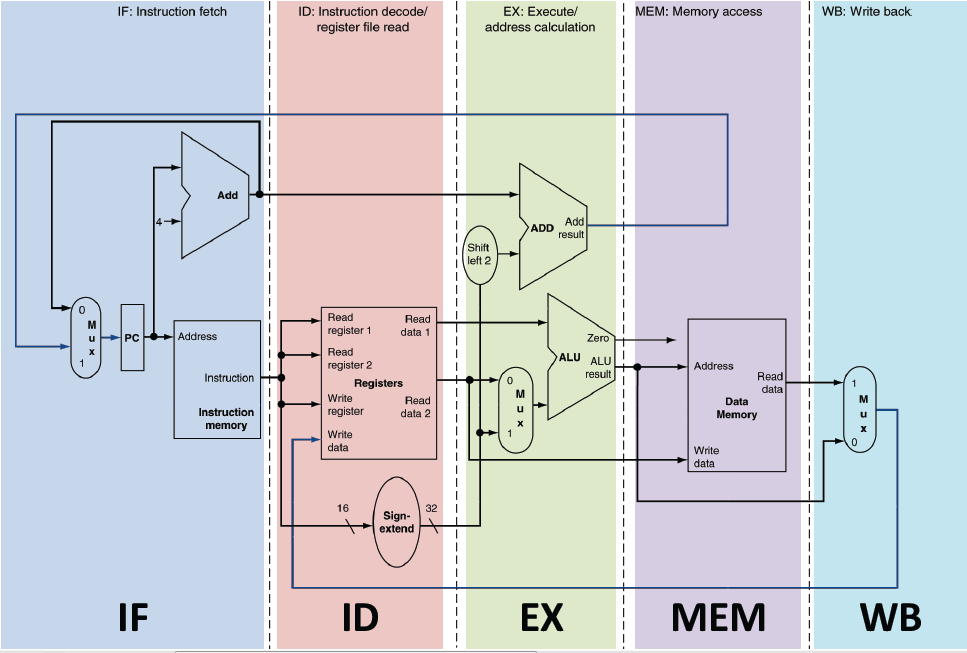 IF: Instruction fetch
ID: Instruction decode/
register file read
EX: Execute/
address calculation
MEM: Memory access
WB: Write back
Add
4
ADD
Add
result
Shift
left 2
0
M
u
x
1
PC
Address
Instruction
Instruction
memory
Read
register 1
Read
register 2
Write
register
Write
data
Registers
Read
data 1
Read
data 2
16
Sign-
extend
32
0
M
u
x
1
Zero
ALU
ALU
result
Address
Read
data
Data
Memory
Write
data
1
M
u
x
0
IF
ID
EX
MEM
WB